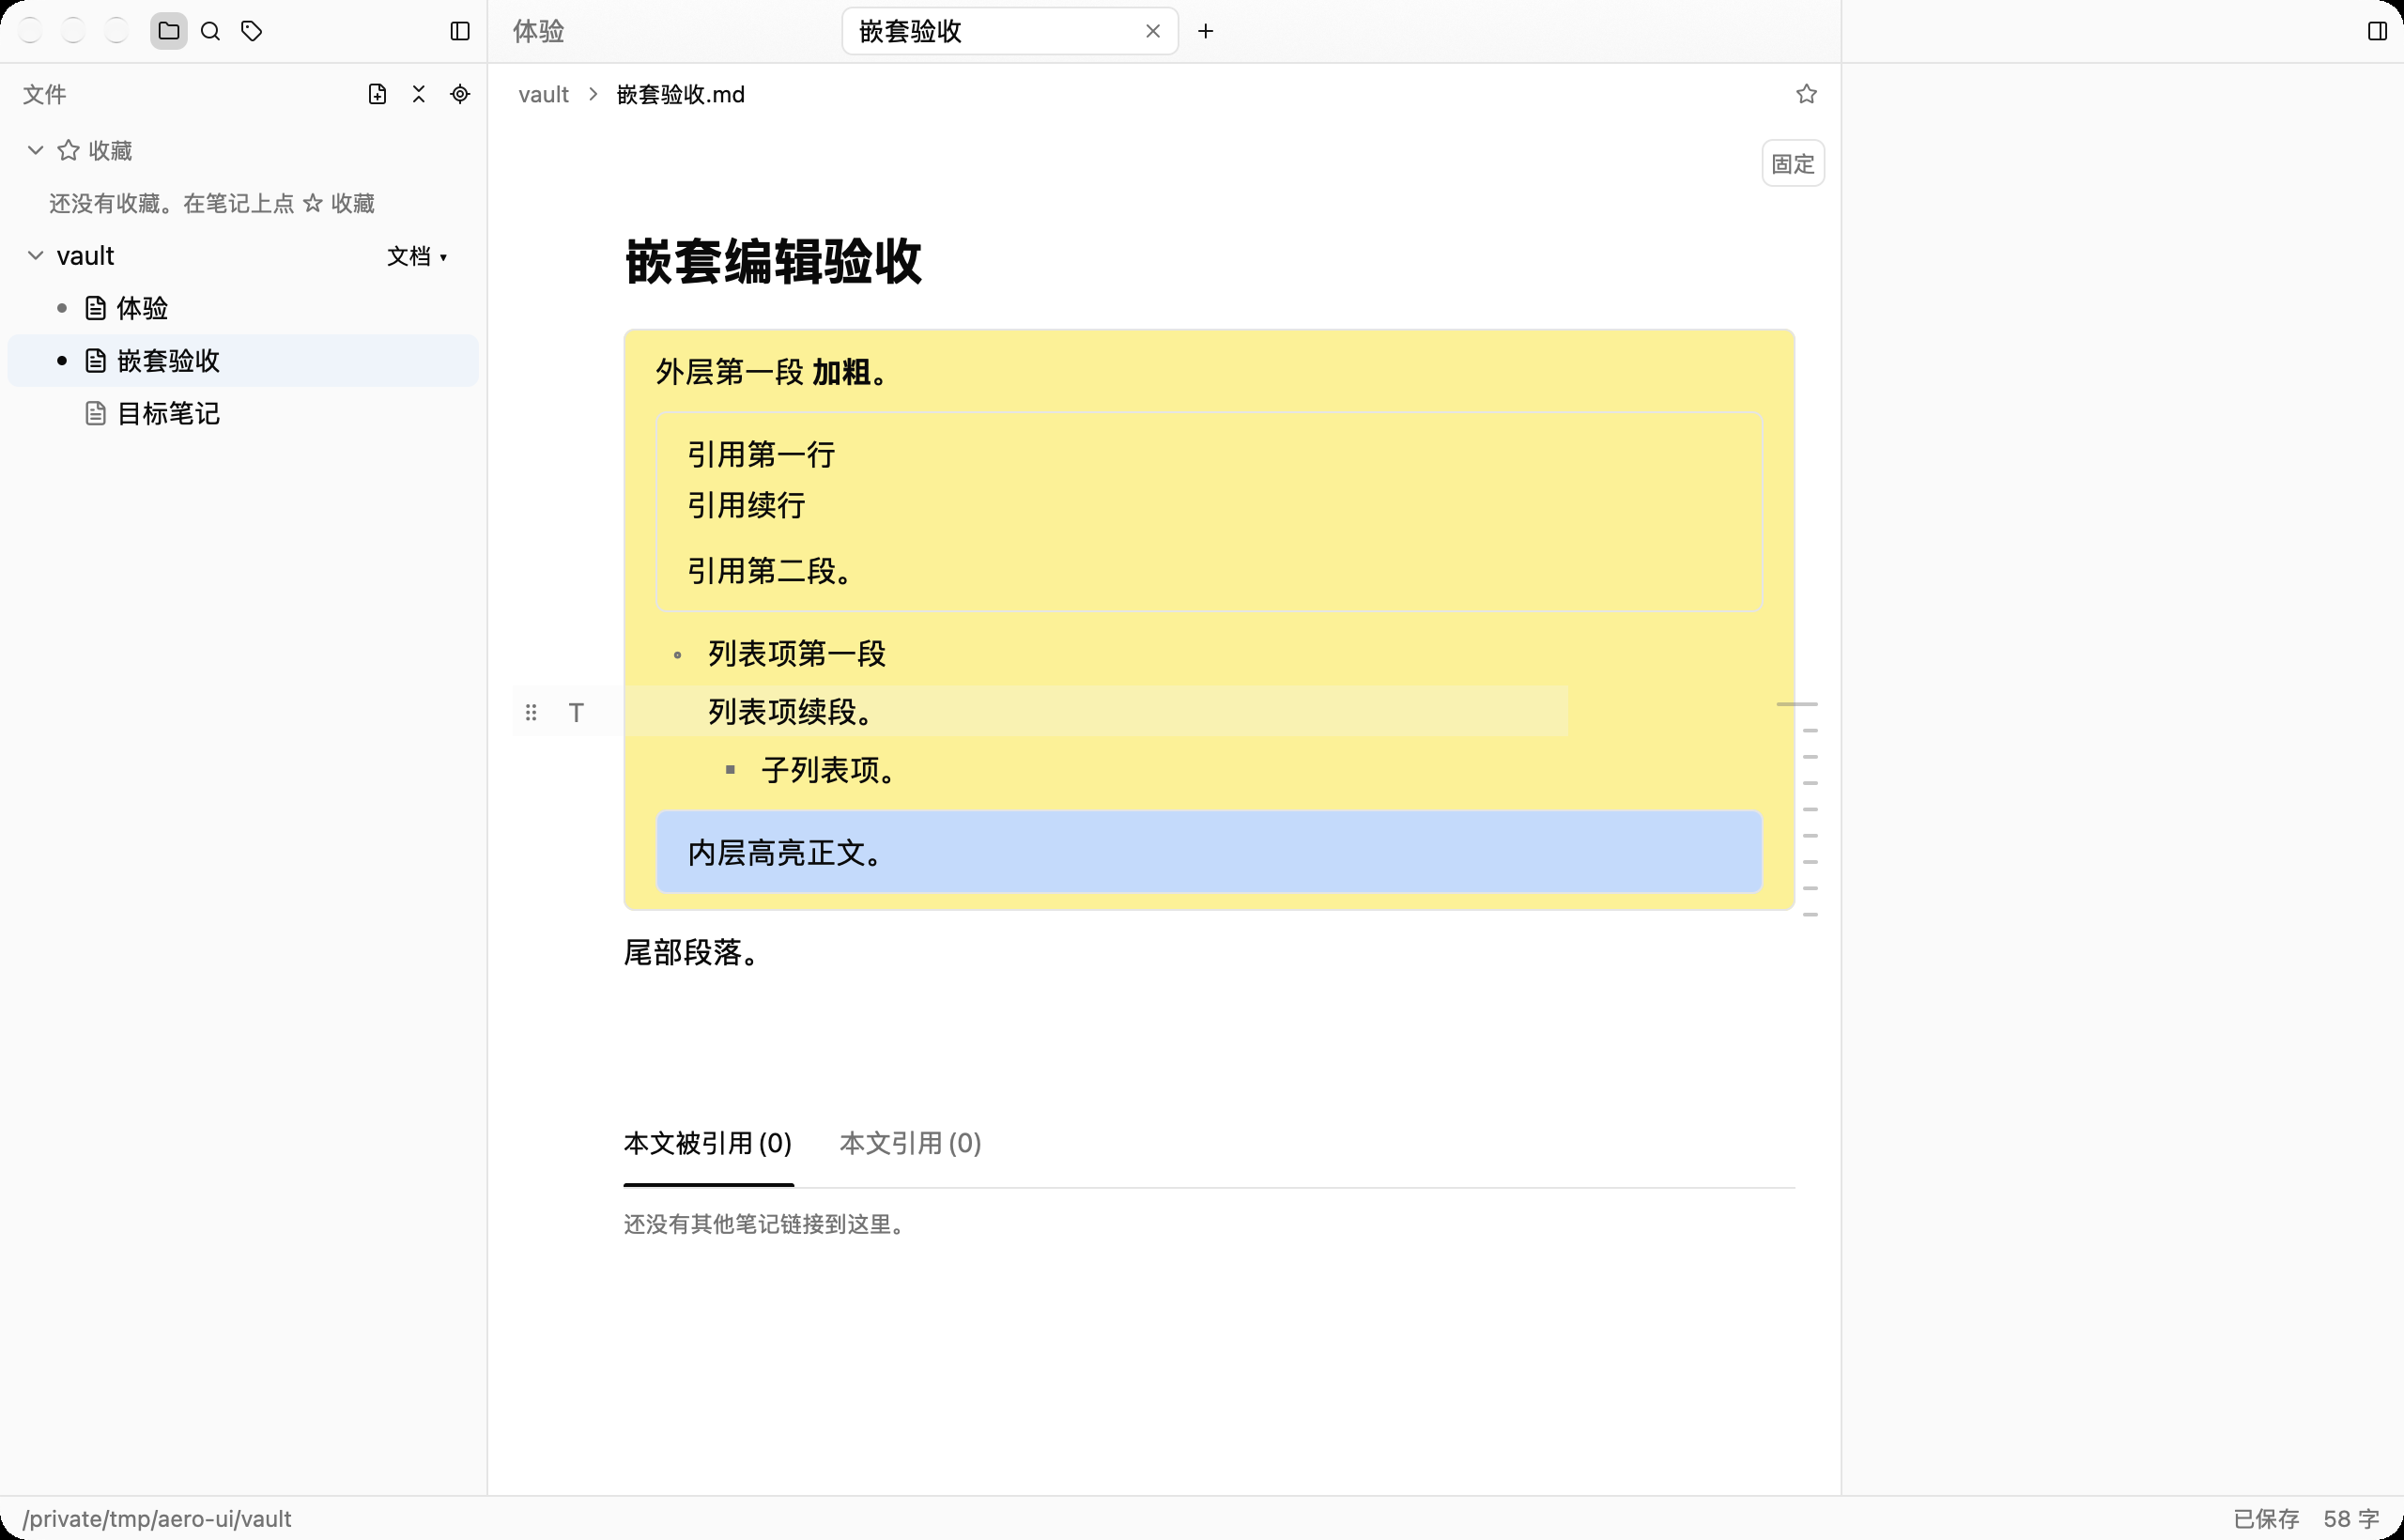 体验
嵌套验收
文件
vault > 嵌套验收.md
收藏
固定
还没有收藏。在笔记上点 ☆ 收藏
vault
文档
体验
嵌套验收
目标笔记
嵌套编辑验收
外层第一段 加粗。
引用第一行
引用续行
引用第二段。
列表项第一段
T
列表项续段。
子列表项。
内层高亮正文。
尾部段落。
本文被引用 (0)
本文引用 (0)
还没有其他笔记链接到这里。
/private/tmp/aero-ui/vault
已保存
58 字